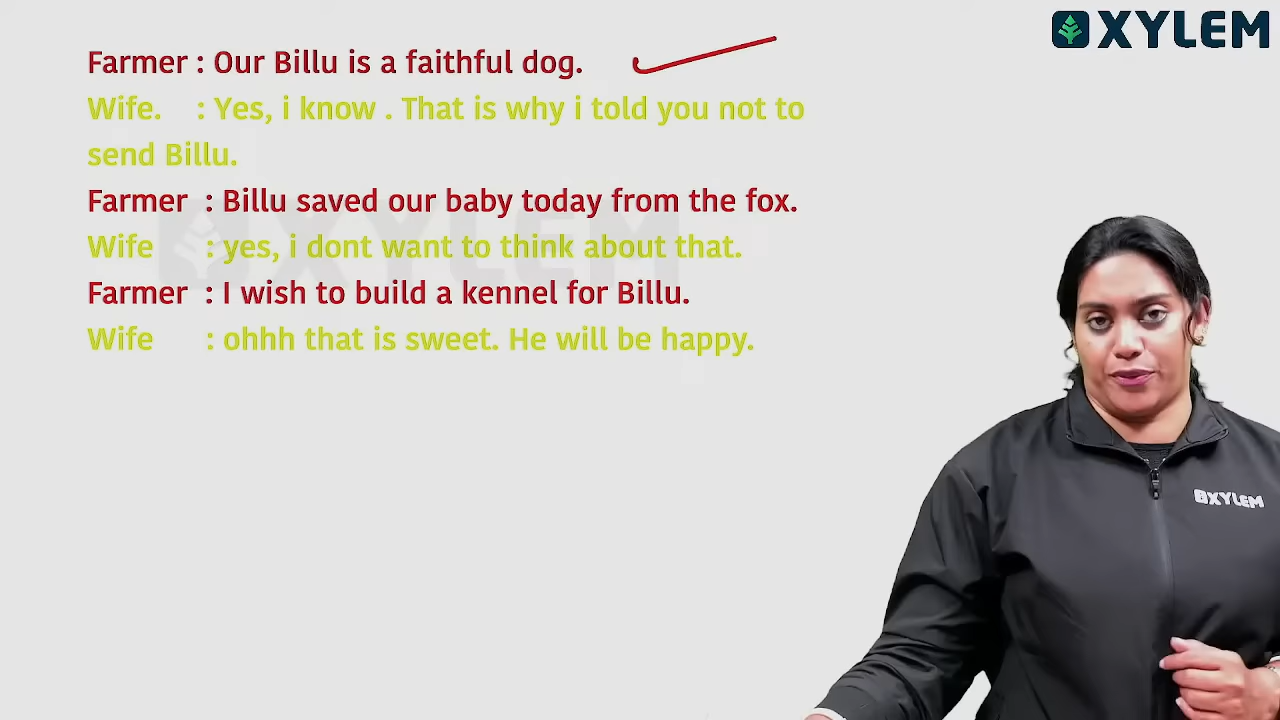 XYLEM
Farmer : Our Billu is a faithful dog.
Wife. : Yes, i know . That is why i told you not to
send Billu.
Farmer : Billu saved our baby today from the fox.
Wife : yes, i dont want to think about that.
Farmer : I wish to build a kennel for Billu.
Wife : ohhh that is sweet. He will be happy.
XYLEM
XYLEM